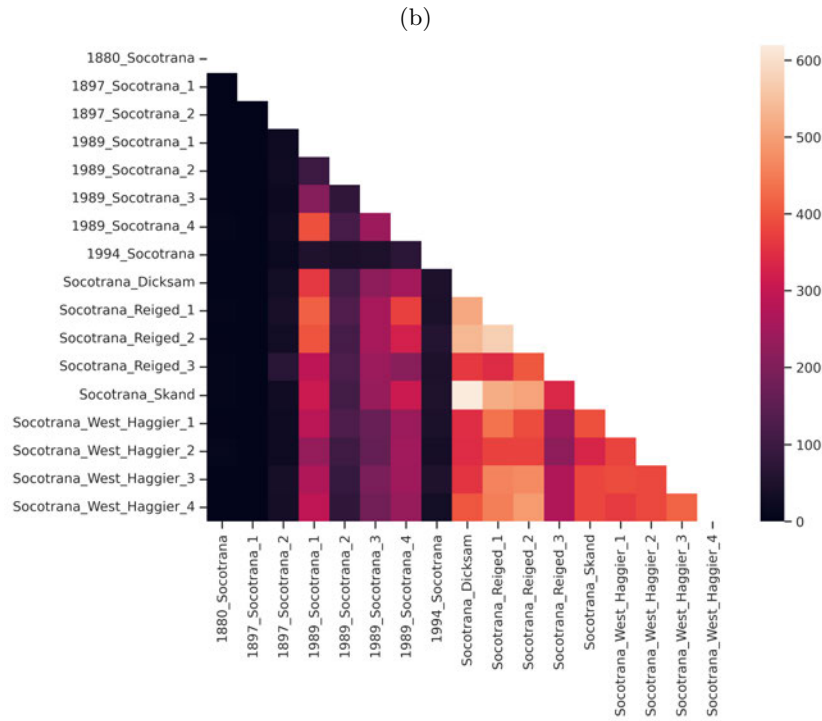 (b)
1880_Socotrana
1897_Socotrana_1
1897_Socotrana_2
1989_Socotrana_1
1989_Socotrana_2
1989_Socotrana_3
1989_Socotrana_4
1994_Socotrana
Socotrana_Dicksam
Socotrana_Reiged_1
Socotrana_Reiged_2
Socotrana_Reiged_3
Socotrana_Skand
Socotrana_West_Haggier_1
Socotrana_West_Haggier_2
Socotrana_West_Haggier_3
Socotrana_West_Haggier_4
1880_Socotrana
1897_Socotrana_1
1897_Socotrana_2
1989_Socotrana_1
1989_Socotrana_2
1989_Socotrana_3
1989_Socotrana_4
1994_Socotrana
Socotrana_Dicksam
Socotrana_Reiged_1
Socotrana_Reiged_2
Socotrana_Reiged_3
Socotrana_Skand
Socotrana_West_Haggier_1
Socotrana_West_Haggier_2
Socotrana_West_Haggier_3
Socotrana_West_Haggier_4
600
500
400
300
200
100
0